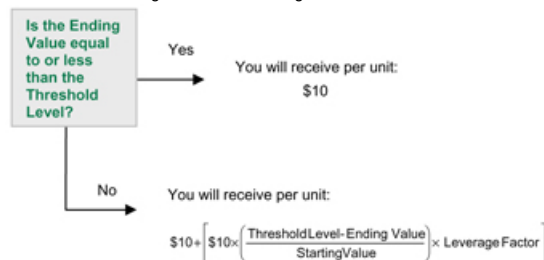 Is the Ending
Value equal
to or less
than the
Threshold
Level?
Yes
You will receive per unit:
$10
No
You will receive per unit:
$10+[$10×(ThresholdLevel-Ending Value/StartingValue)× Leverage Factor]